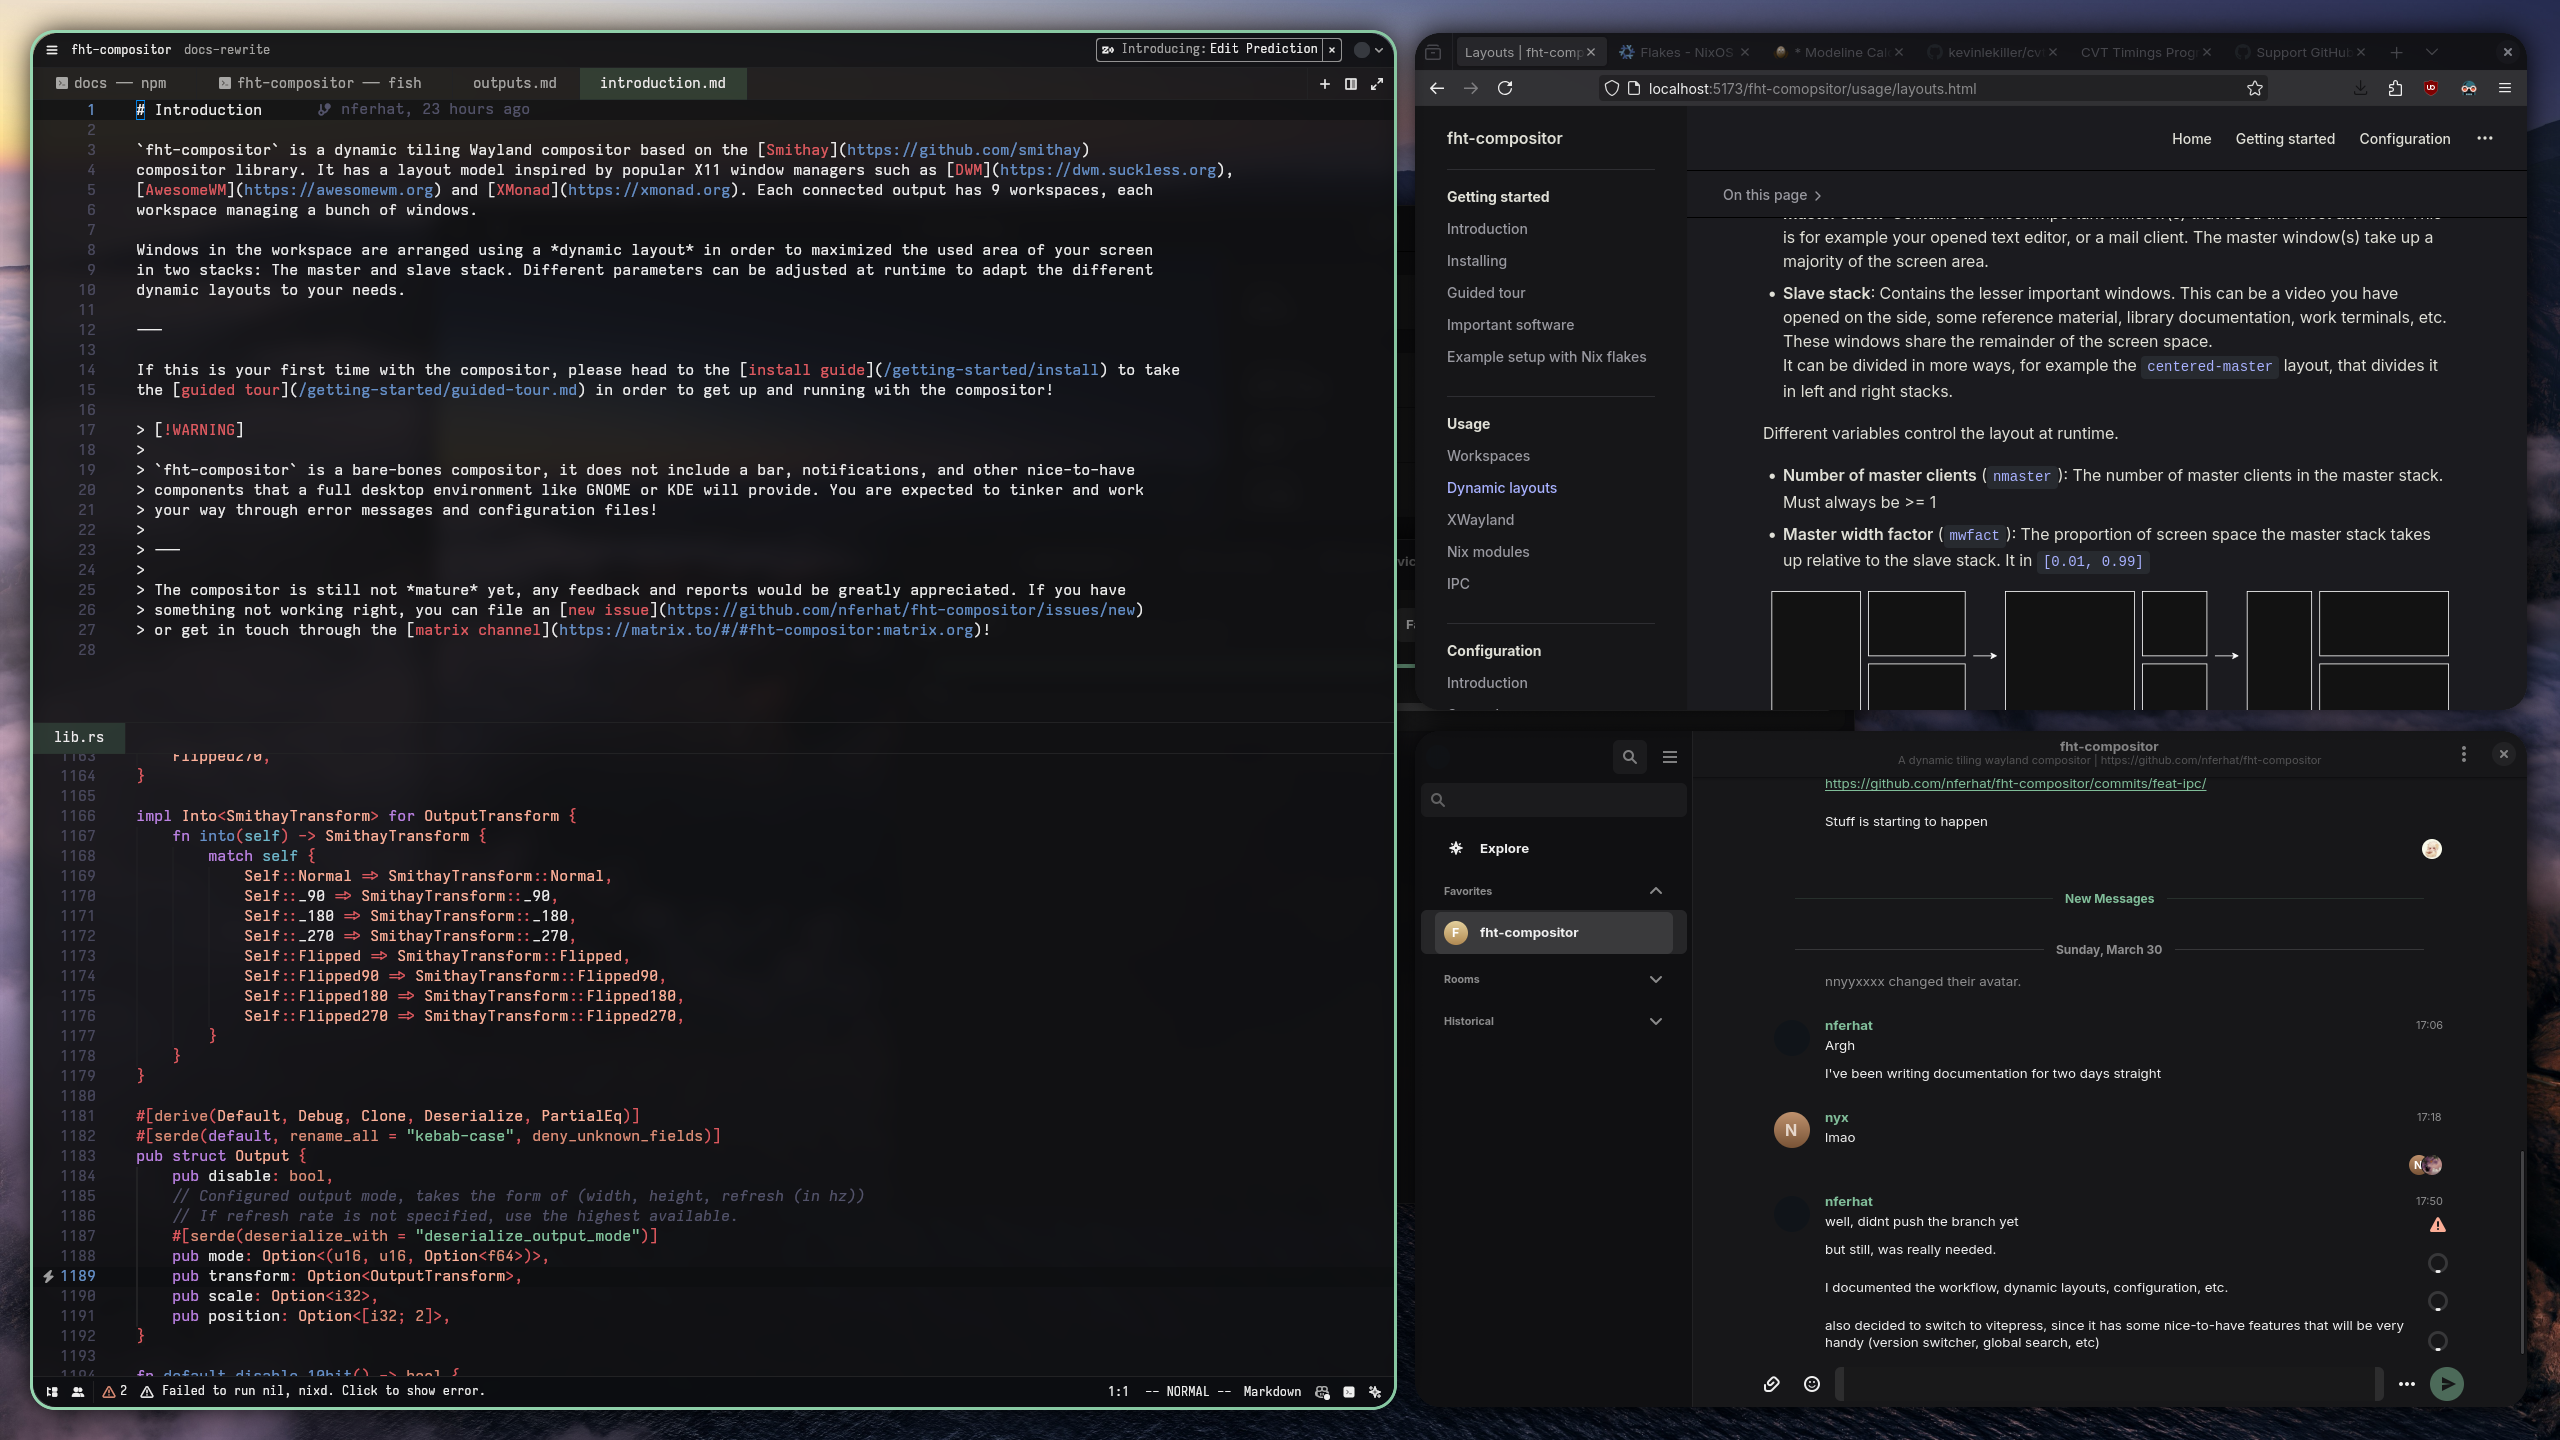 fht-compositor docs-rewrite
Introducing: Edit Prediction ×
docs — npm
fht-compositor — fish
outputs.md
introduction.md
1 # Introduction nferhat, 23 hours ago
2
3 `fht-compositor` is a dynamic tiling Wayland compositor based on the [Smithay](https://github.com/smithay)
4 compositor library. It has a layout model inspired by popular X11 window managers such as [DWM](https://dwm.suckless.org),
5 [AwesomeWM](https://awesomewm.org) and [XMonad](https://xmonad.org). Each connected output has 9 workspaces, each
6 workspace managing a bunch of windows.
7
8 Windows in the workspace are arranged using a *dynamic layout* in order to maximized the used area of your screen
9 in two stacks: The master and slave stack. Different parameters can be adjusted at runtime to adapt the different
10 dynamic layouts to your needs.
11
12 ---
13
14 If this is your first time with the compositor, please head to the [install guide](/getting-started/install) to take
15 the [guided tour](/getting-started/guided-tour.md) in order to get up and running with the compositor!
16
17 > [!WARNING]
18 >
19 > `fht-compositor` is a bare-bones compositor, it does not include a bar, notifications, and other nice-to-have
20 > components that a full desktop environment like GNOME or KDE will provide. You are expected to tinker and work
21 > your way through error messages and configuration files!
22 >
23 > ---
24 >
25 > The compositor is still not *mature* yet, any feedback and reports would be greatly appreciated. If you have
26 > something not working right, you can file an [new issue](https://github.com/nferhat/fht-compositor/issues/new)
27 > or get in touch through the [matrix channel](https://matrix.to/#/#fht-compositor:matrix.org)!
28
lib.rs
1163 Flipped270,
1164 }
1165
1166 impl Into<SmithayTransform> for OutputTransform {
1167 fn into(self) -> SmithayTransform {
1168 match self {
1169 Self::Normal => SmithayTransform::Normal,
1170 Self::_90 => SmithayTransform::_90,
1171 Self::_180 => SmithayTransform::_180,
1172 Self::_270 => SmithayTransform::_270,
1173 Self::Flipped => SmithayTransform::Flipped,
1174 Self::Flipped90 => SmithayTransform::Flipped90,
1175 Self::Flipped180 => SmithayTransform::Flipped180,
1176 Self::Flipped270 => SmithayTransform::Flipped270,
1177 }
1178 }
1179 }
1180
1181 #[derive(Default, Debug, Clone, Deserialize, PartialEq)]
1182 #[serde(default, rename_all = "kebab-case", deny_unknown_fields)]
1183 pub struct Output {
1184 pub disable: bool,
1185 // Configured output mode, takes the form of (width, height, refresh (in hz))
1186 // If refresh rate is not specified, use the highest available.
1187 #[serde(deserialize_with = "deserialize_output_mode")]
1188 pub mode: Option<(u16, u16, Option<f64>)>,
1189 pub transform: Option<OutputTransform>,
1190 pub scale: Option<i32>,
1191 pub position: Option<[i32; 2]>,
1192 }
1193
1194 fn default_disable_10bit() -> bool {
2 Failed to run nil, nixd. Click to show error.
1:1 -- NORMAL -- Markdown
Layouts | fht-comp
Flakes - NixOS
* Modeline Cal
kevinlekiller/cv
CVT Timings Prog
Support GitHub
localhost:5173/fht-comopsitor/usage/layouts.html
fht-compositor
Home Getting started Configuration
Getting started
Introduction
Installing
Guided tour
Important software
Example setup with Nix flakes
Usage
Workspaces
Dynamic layouts
XWayland
Nix modules
IPC
Configuration
Introduction
On this page
is for example your opened text editor, or a mail client. The master window(s) take up a
majority of the screen area.
• Slave stack: Contains the lesser important windows. This can be a video you have
opened on the side, some reference material, library documentation, work terminals, etc.
These windows share the remainder of the screen space.
It can be divided in more ways, for example the centered-master layout, that divides it
in left and right stacks.
Different variables control the layout at runtime.
• Number of master clients (nmaster): The number of master clients in the master stack.
Must always be >= 1
• Master width factor (mwfact): The proportion of screen space the master stack takes
up relative to the slave stack. It in [0.01, 0.99]
Explore
Favorites
F fht-compositor
Rooms
Historical
fht-compositor
A dynamic tiling wayland compositor | https://github.com/nferhat/fht-compositor
https://github.com/nferhat/fht-compositor/commits/feat-ipc/
Stuff is starting to happen
New Messages
Sunday, March 30
nnyyxxxx changed their avatar.
nferhat 17:06
Argh
I've been writing documentation for two days straight
N nyx 17:18
lmao
N
nferhat 17:50
well, didnt push the branch yet
but still, was really needed.
I documented the workflow, dynamic layouts, configuration, etc.
also decided to switch to vitepress, since it has some nice-to-have features that will be very
handy (version switcher, global search, etc)